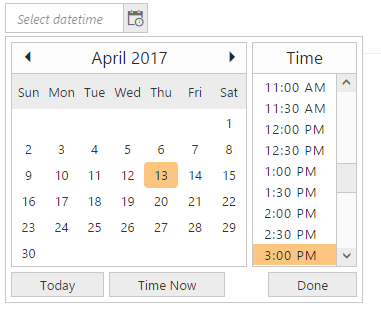 Select datetime
April 2017
Sun Mon Tue Wed Thu Fri Sat
1
2 3 4 5 6 7 8
9 10 11 12 13 14 15
16 17 18 19 20 21 22
23 24 25 26 27 28 29
30
Time
11:00 AM
11:30 AM
12:00 PM
12:30 PM
1:00 PM
1:30 PM
2:00 PM
2:30 PM
3:00 PM
Today Time Now Done